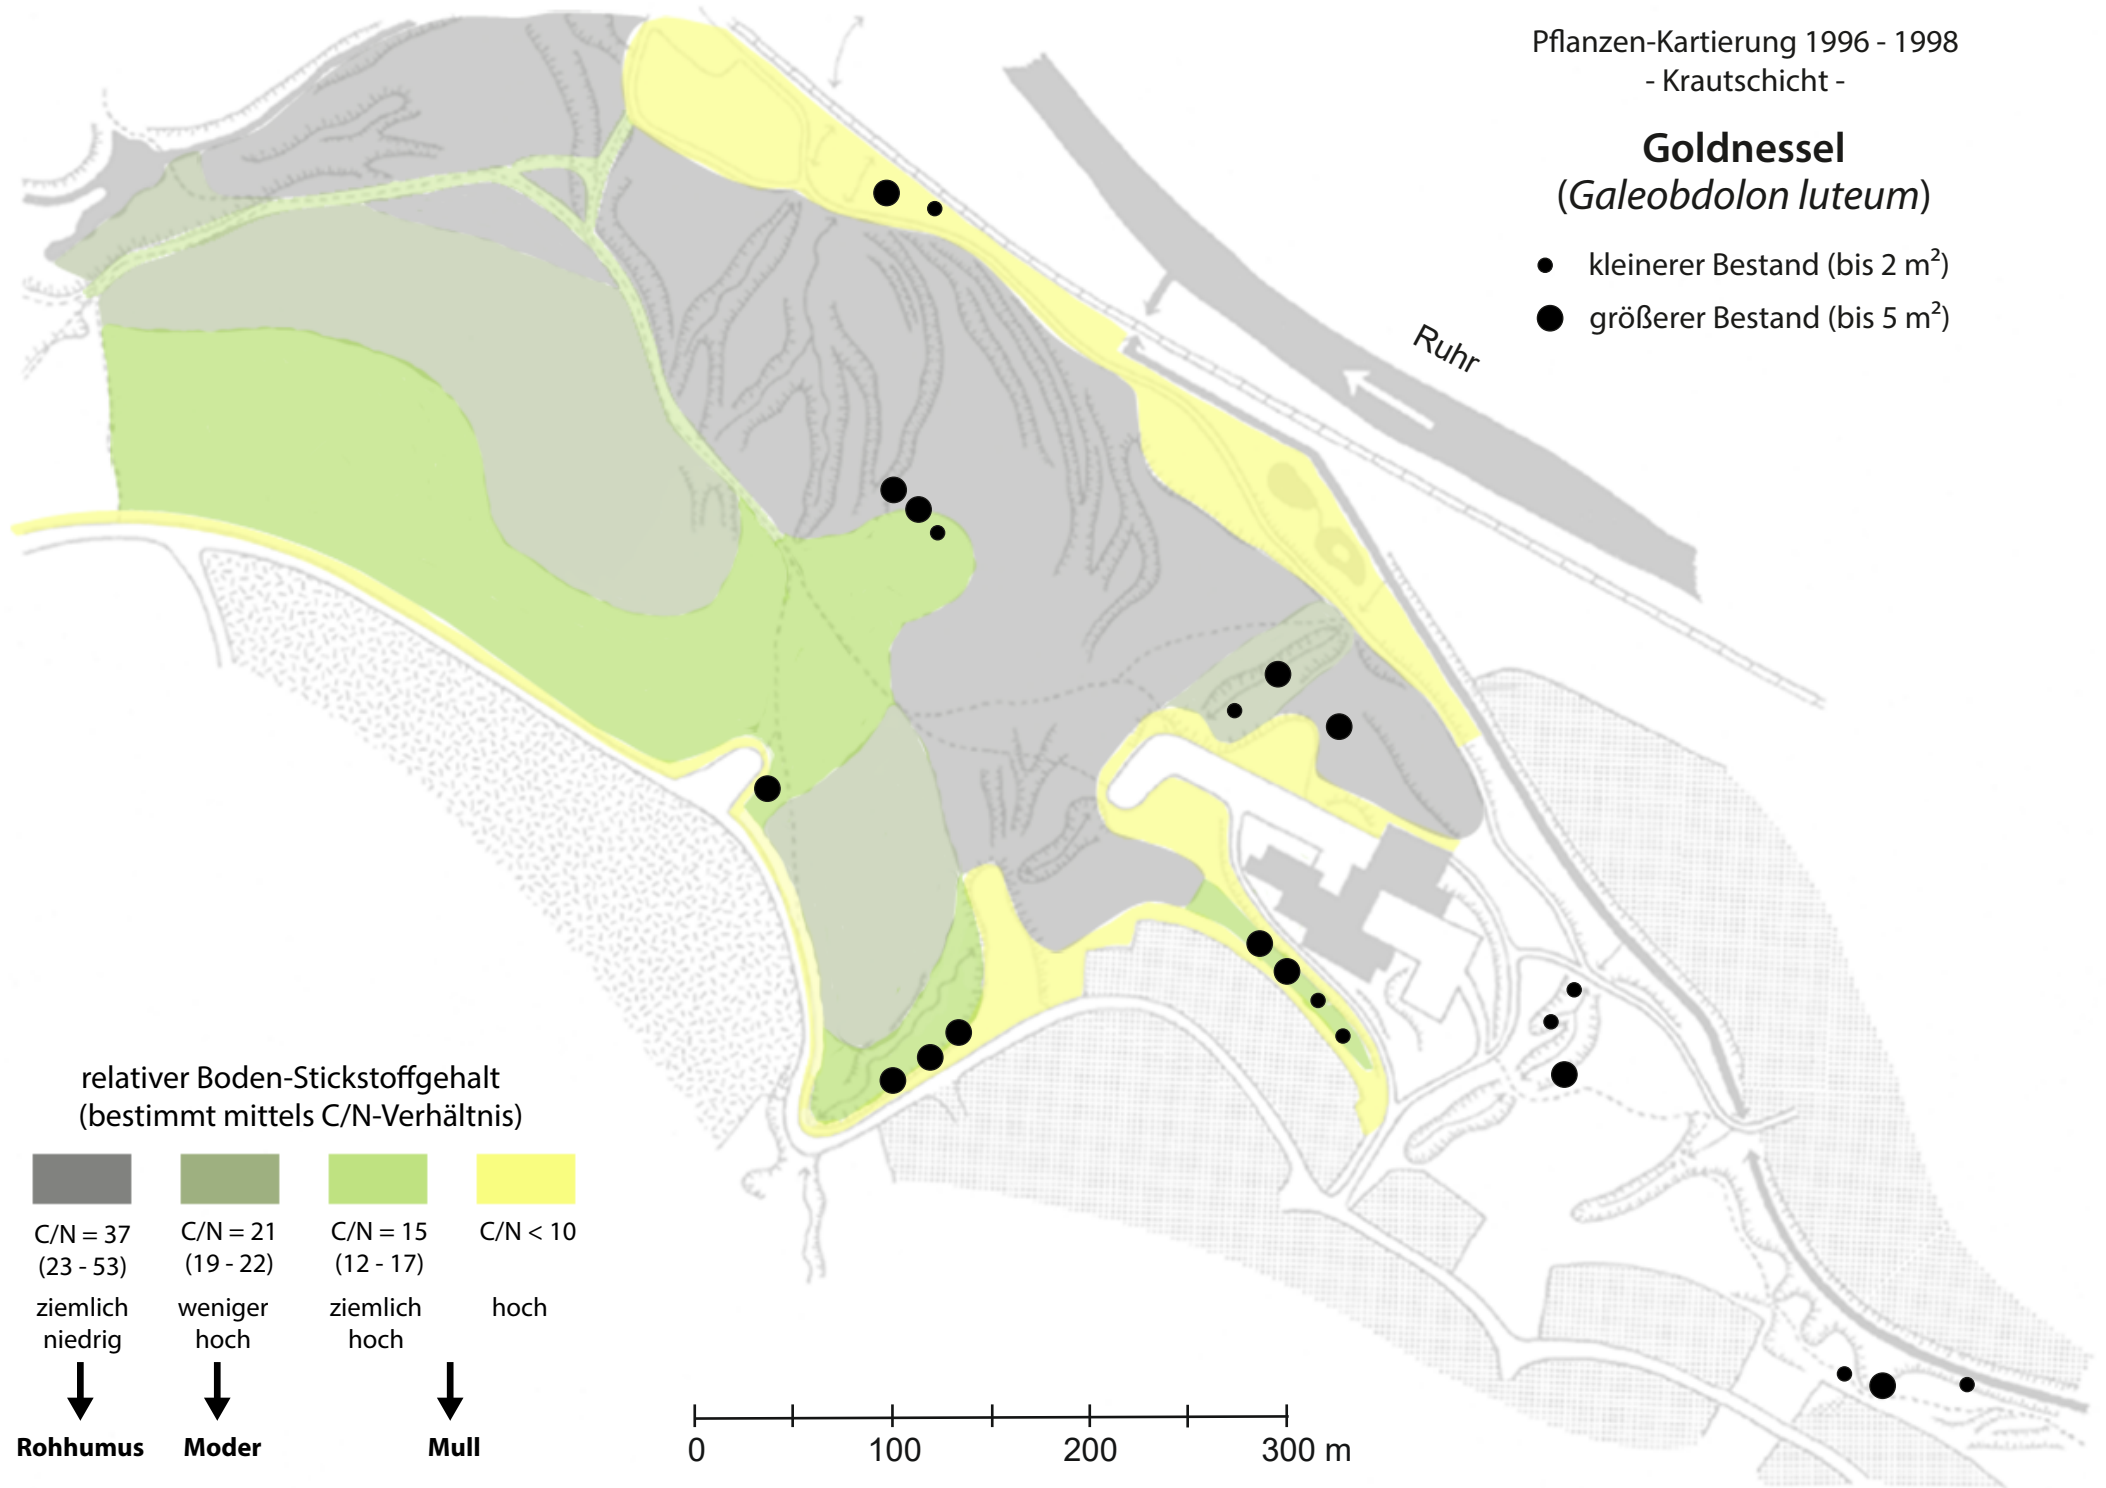 Pflanzen-Kartierung 1996 - 1998
- Krautschicht -
Goldnessel
(Galeobdolon luteum)
kleinerer Bestand (bis 2 m²)
größerer Bestand (bis 5 m²)
Ruhr
relativer Boden-Stickstoffgehalt
(bestimmt mittels C/N-Verhältnis)
C/N = 37 C/N = 21 C/N = 15 C/N < 10
(23 - 53) (19 - 22) (12 - 17)
ziemlich weniger ziemlich hoch
niedrig hoch hoch
Rohhumus Moder Mull
0 100 200 300 m